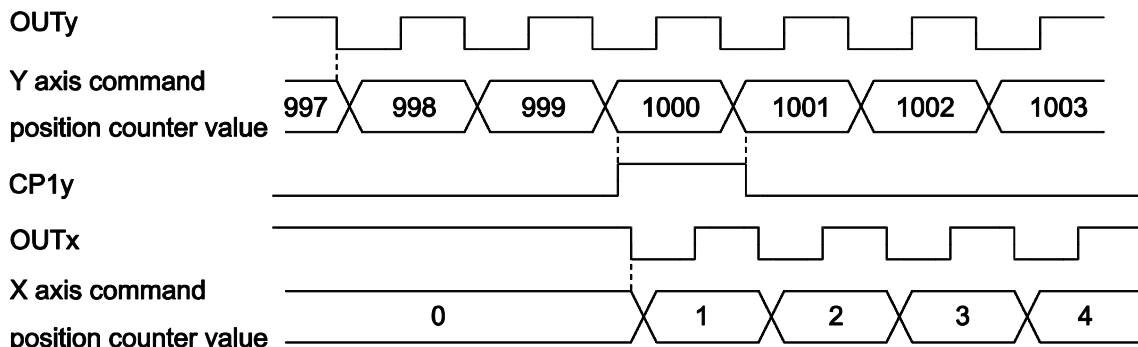 OUTy
Y axis command
position counter value
997 998 999 1000 1001 1002 1003
CP1y
OUTx
X axis command
position counter value
0 1 2 3 4